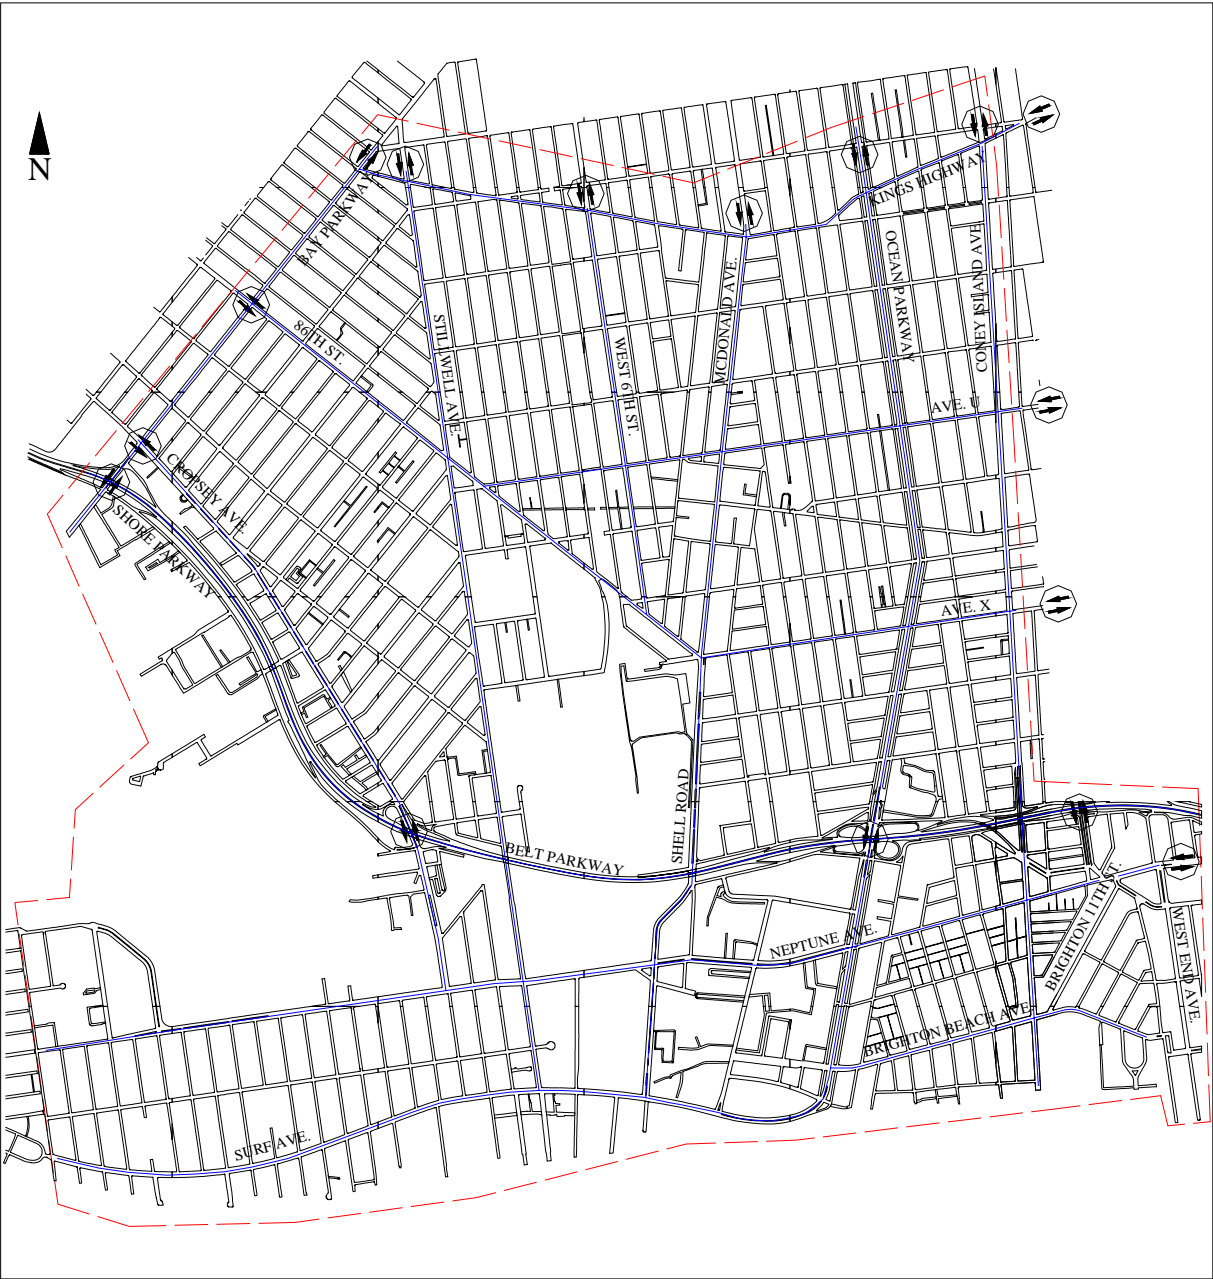 N
BAY PARKWAY
KINGS HIGHWAY
86TH ST.
STILLWELL AVE.
WEST 6TH ST.
MCDONALD AVE.
OCEAN PARKWAY
CONEY ISLAND AVE.
AVE. U
CROPSEY AVE.
SHORE PARKWAY
AVE. X
SHELL ROAD
BELT PARKWAY
NEPTUNE AVE.
BRIGHTON 11TH ST.
WEST END AVE.
BRIGHTON BEACH AVE.
SURF AVE.